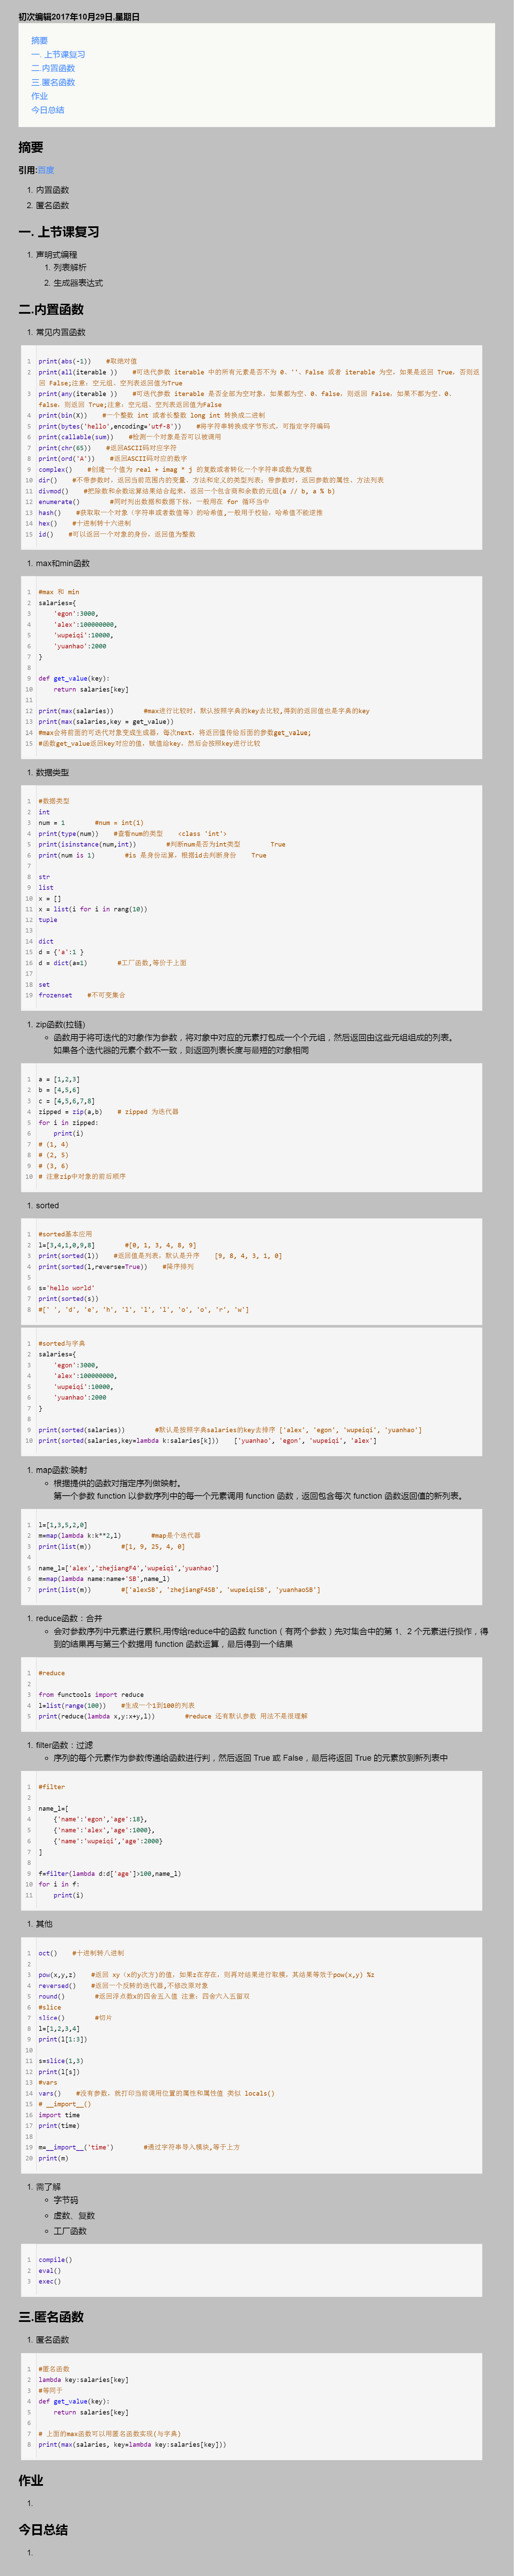 初次编辑2017年10月29日,星期日
摘要
一. 上节课复习
二.内置函数
三.匿名函数
作业
今日总结
摘要
引用:百度
1. 内置函数
2. 匿名函数
一. 上节课复习
1. 声明式编程
1. 列表解析
2. 生成器表达式
二.内置函数
1. 常见内置函数
1 print(abs(-1)) #取绝对值
2 print(all(iterable )) #可迭代参数 iterable 中的所有元素是否不为 0、''、False 或者 iterable 为空，如果是返回 True，否则返
回 False;注意：空元组、空列表返回值为True
3 print(any(iterable )) #可迭代参数 iterable 是否全部为空对象，如果都为空、0、false，则返回 False，如果不都为空、0、
false，则返回 True;注意：空元组、空列表返回值为False
4 print(bin(X)) #一个整数 int 或者长整数 long int 转换成二进制
5 print(bytes('hello',encoding='utf-8')) #将字符串转换成字节形式，可指定字符编码
6 print(callable(sum)) #检测一个对象是否可以被调用
7 print(chr(65)) #返回ASCII码对应字符
8 print(ord('A')) #返回ASCII码对应的数字
9 complex() #创建一个值为 real + imag * j 的复数或者转化一个字符串或数为复数
10 dir() #不带参数时，返回当前范围内的变量、方法和定义的类型列表；带参数时，返回参数的属性、方法列表
11 divmod() #把除数和余数运算结果结合起来，返回一个包含商和余数的元组(a // b, a % b)
12 enumerate() #同时列出数据和数据下标，一般用在 for 循环当中
13 hash() #获取取一个对象（字符串或者数值等）的哈希值,一般用于校验，哈希值不能逆推
14 hex() #十进制转十六进制
15 id() #可以返回一个对象的身份，返回值为整数
1. max和min函数
1 #max 和 min
2 salaries={
3 'egon':3000,
4 'alex':100000000,
5 'wupeiqi':10000,
6 'yuanhao':2000
7 }
8
9 def get_value(key):
10 return salaries[key]
11
12 print(max(salaries)) #max进行比较时，默认按照字典的key去比较,得到的返回值也是字典的key
13 print(max(salaries,key = get_value))
14 #max会将前面的可迭代对象变成生成器，每次next，将返回值传给后面的参数get_value;
15 #函数get_value返回key对应的值，赋值给key，然后会按照key进行比较
1. 数据类型
1 #数据类型
2 int
3 num = 1 #num = int(1)
4 print(type(num)) #查看num的类型 <class 'int'>
5 print(isinstance(num,int)) #判断num是否为int类型 True
6 print(num is 1) #is 是身份运算，根据id去判断身份 True
7
8 str
9 list
10 x = []
11 x = list(i for i in rang(10))
12 tuple
13
14 dict
15 d = {'a':1 }
16 d = dict(a=1) #工厂函数,等价于上面
17
18 set
19 frozenset #不可变集合
1. zip函数(拉链)
函数用于将可迭代的对象作为参数，将对象中对应的元素打包成一个个元组，然后返回由这些元组组成的列表。
如果各个迭代器的元素个数不一致，则返回列表长度与最短的对象相同
1 a = [1,2,3]
2 b = [4,5,6]
3 c = [4,5,6,7,8]
4 zipped = zip(a,b) # zipped 为迭代器
5 for i in zipped:
6 print(i)
7 # (1, 4)
8 # (2, 5)
9 # (3, 6)
10 # 注意zip中对象的前后顺序
1. sorted
1 #sorted基本应用
2 l=[3,4,1,0,9,8] #[0, 1, 3, 4, 8, 9]
3 print(sorted(l)) #返回值是列表，默认是升序 [9, 8, 4, 3, 1, 0]
4 print(sorted(l,reverse=True)) #降序排列
5
6 s='hello world'
7 print(sorted(s))
8 #[' ', 'd', 'e', 'h', 'l', 'l', 'l', 'o', 'o', 'r', 'w']
1 #sorted与字典
2 salaries={
3 'egon':3000,
4 'alex':100000000,
5 'wupeiqi':10000,
6 'yuanhao':2000
7 }
8
9 print(sorted(salaries)) #默认是按照字典salaries的key去排序 ['alex', 'egon', 'wupeiqi', 'yuanhao']
10 print(sorted(salaries,key=lambda k:salaries[k])) ['yuanhao', 'egon', 'wupeiqi', 'alex']
1. map函数:映射
根据提供的函数对指定序列做映射。
第一个参数 function 以参数序列中的每一个元素调用 function 函数，返回包含每次 function 函数返回值的新列表。
1 l=[1,3,5,2,0]
2 m=map(lambda k:k**2,l) #map是个迭代器
3 print(list(m)) #[1, 9, 25, 4, 0]
4
5 name_l=['alex','zhejiangF4','wupeiqi','yuanhao']
6 m=map(lambda name:name+'SB',name_l)
7 print(list(m)) #['alexSB', 'zhejiangF4SB', 'wupeiqiSB', 'yuanhaoSB']
1. reduce函数：合并
会对参数序列中元素进行累积,用传给reduce中的函数 function（有两个参数）先对集合中的第 1、2 个元素进行操作，得
到的结果再与第三个数据用 function 函数运算，最后得到一个结果
1 #reduce
2
3 from functools import reduce
4 l=list(range(100)) #生成一个1到100的列表
5 print(reduce(lambda x,y:x+y,l)) #reduce 还有默认参数 用法不是很理解
1. filter函数：过滤
序列的每个元素作为参数传递给函数进行判，然后返回 True 或 False，最后将返回 True 的元素放到新列表中
1 #filter
2
3 name_l=[
4 {'name':'egon','age':18},
5 {'name':'alex','age':1000},
6 {'name':'wupeiqi','age':2000}
7 ]
8
9 f=filter(lambda d:d['age']>100,name_l)
10 for i in f:
11 print(i)
1. 其他
1 oct() #十进制转八进制
2
3 pow(x,y,z) #返回 xy（x的y次方)的值，如果z在存在，则再对结果进行取模，其结果等效于pow(x,y) %z
4 reversed() #返回一个反转的迭代器,不修改原对象
5 round() #返回浮点数x的四舍五入值 注意：四舍六入五留双
6 #slice
7 slice() #切片
8 l=[1,2,3,4]
9 print(l[1:3])
10
11 s=slice(1,3)
12 print(l[s])
13 #vars
14 vars() #没有参数，就打印当前调用位置的属性和属性值 类似 locals()
15 # __import__()
16 import time
17 print(time)
18
19 m=__import__('time') #通过字符串导入模块,等于上方
20 print(m)
1. 需了解
字节码
虚数、复数
工厂函数
1 compile()
2 eval()
3 exec()
三.匿名函数
1. 匿名函数
1 #匿名函数
2 lambda key:salaries[key]
3 #等同于
4 def get_value(key):
5 return salaries[key]
6
7 # 上面的max函数可以用匿名函数实现(与字典)
8 print(max(salaries, key=lambda key:salaries[key]))
作业
1.
今日总结
1.